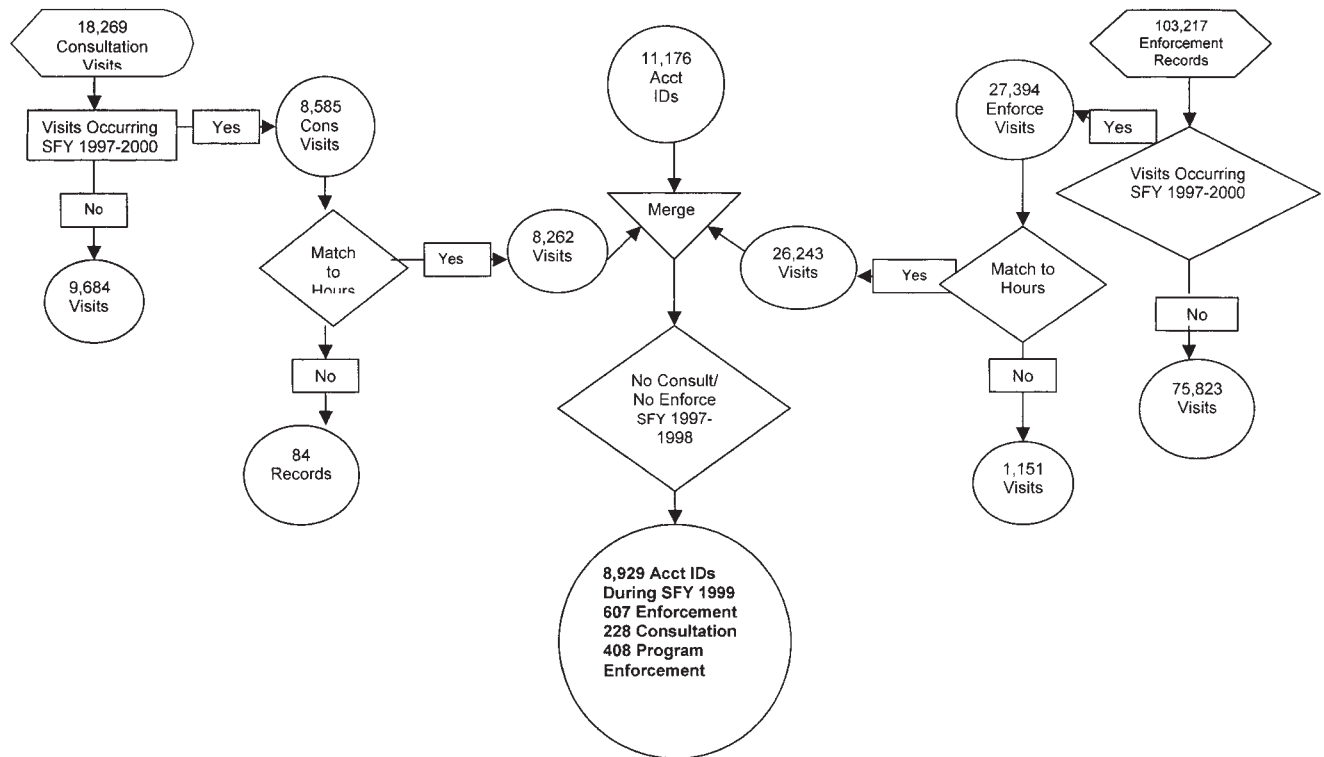 18,269
Consultation
Visits
Visits Occurring
SFY 1997-2000
Yes
8,585
Cons
Visits
No
9,684
Visits
Match
to
Hours
Yes
8,262
Visits
No
84
Records
11,176
Acct
IDs
Merge
No Consult/
No Enforce
SFY 1997-
1998
8,929 Acct IDs
During SFY 1999
607 Enforcement
228 Consultation
408 Program
Enforcement
103,217
Enforcement
Records
Visits Occurring
SFY 1997-2000
Yes
27,394
Enforce
Visits
No
75,823
Visits
Match to
Hours
Yes
26,243
Visits
No
1,151
Visits